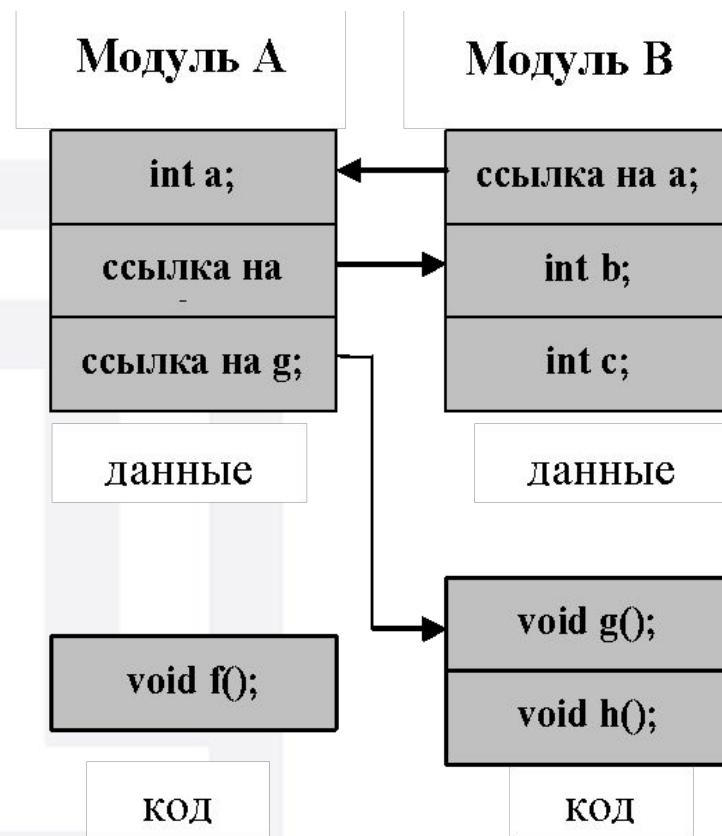 Модуль A
Модуль B
int a;
ссылка на
ссылка на g;
данные
void f();
код
ссылка на a;
int b;
int c;
данные
void g();
void h();
код